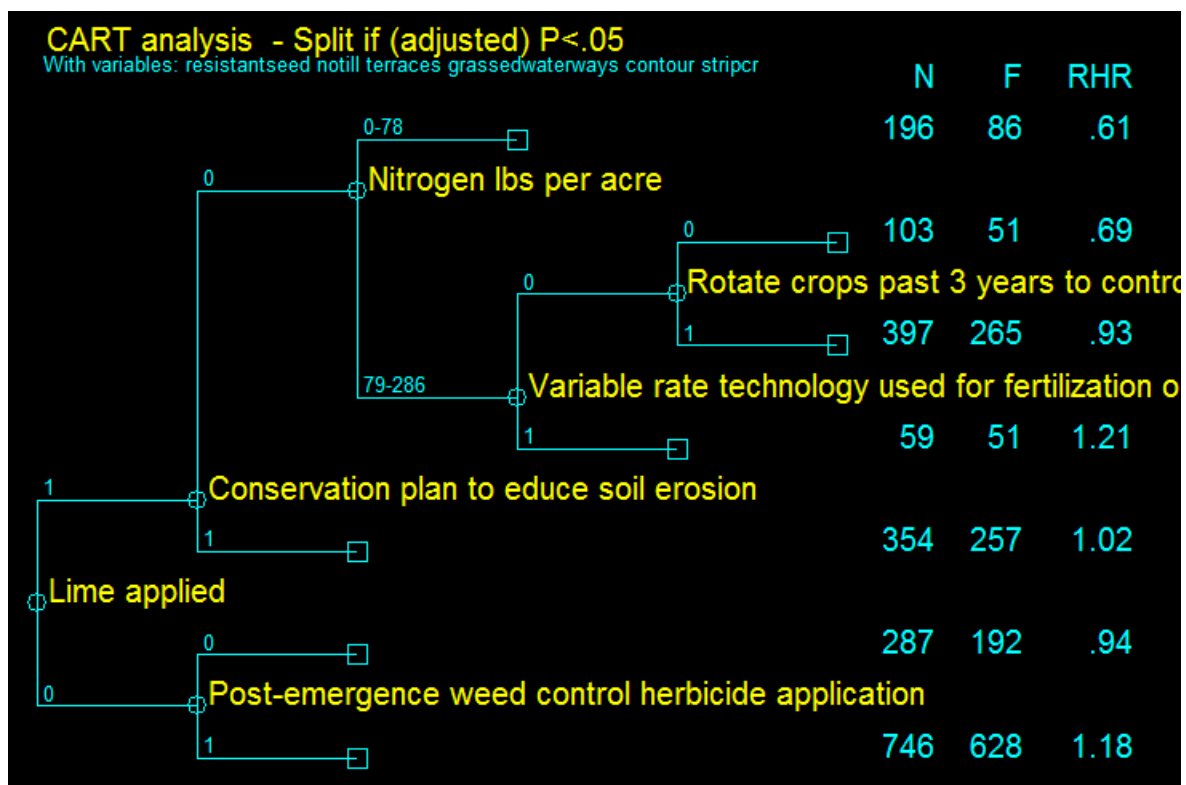 CART analysis - Split if (adjusted) P<.05
With variables: resistantseed notill terraces grassedwaterways contour stripcr
N F RHR
0-78
196 86 .61
0
Nitrogen lbs per acre
0
103 51 .69
0
Rotate crops past 3 years to contro
1
397 265 .93
79-286
Variable rate technology used for fertilization o
1
59 51 1.21
1
Conservation plan to educe soil erosion
1
354 257 1.02
Lime applied
0
287 192 .94
0
Post-emergence weed control herbicide application
1
746 628 1.18